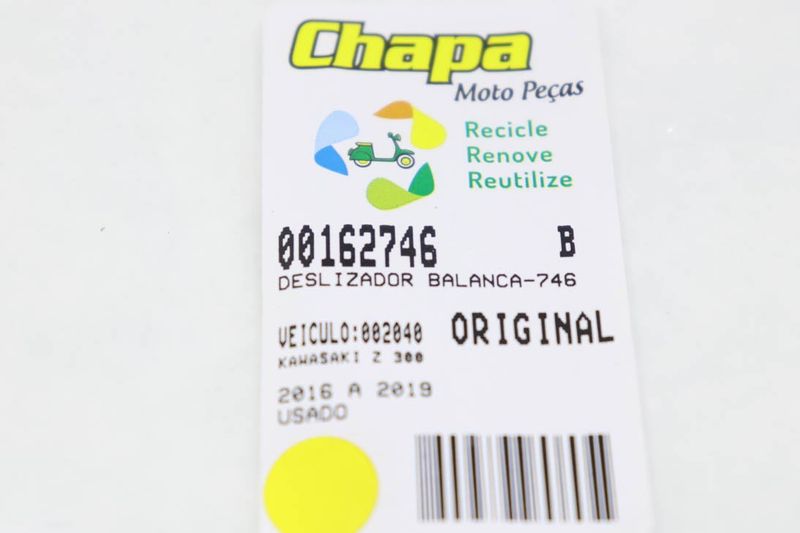 Chapa
Moto Peças
Recicle
Renove
Reutilize
00162746 B
DESLIZADOR BALANCA-746
VEICULO:002040 ORIGINAL
KAWASAKI Z 300
2016 A 2019
USADO